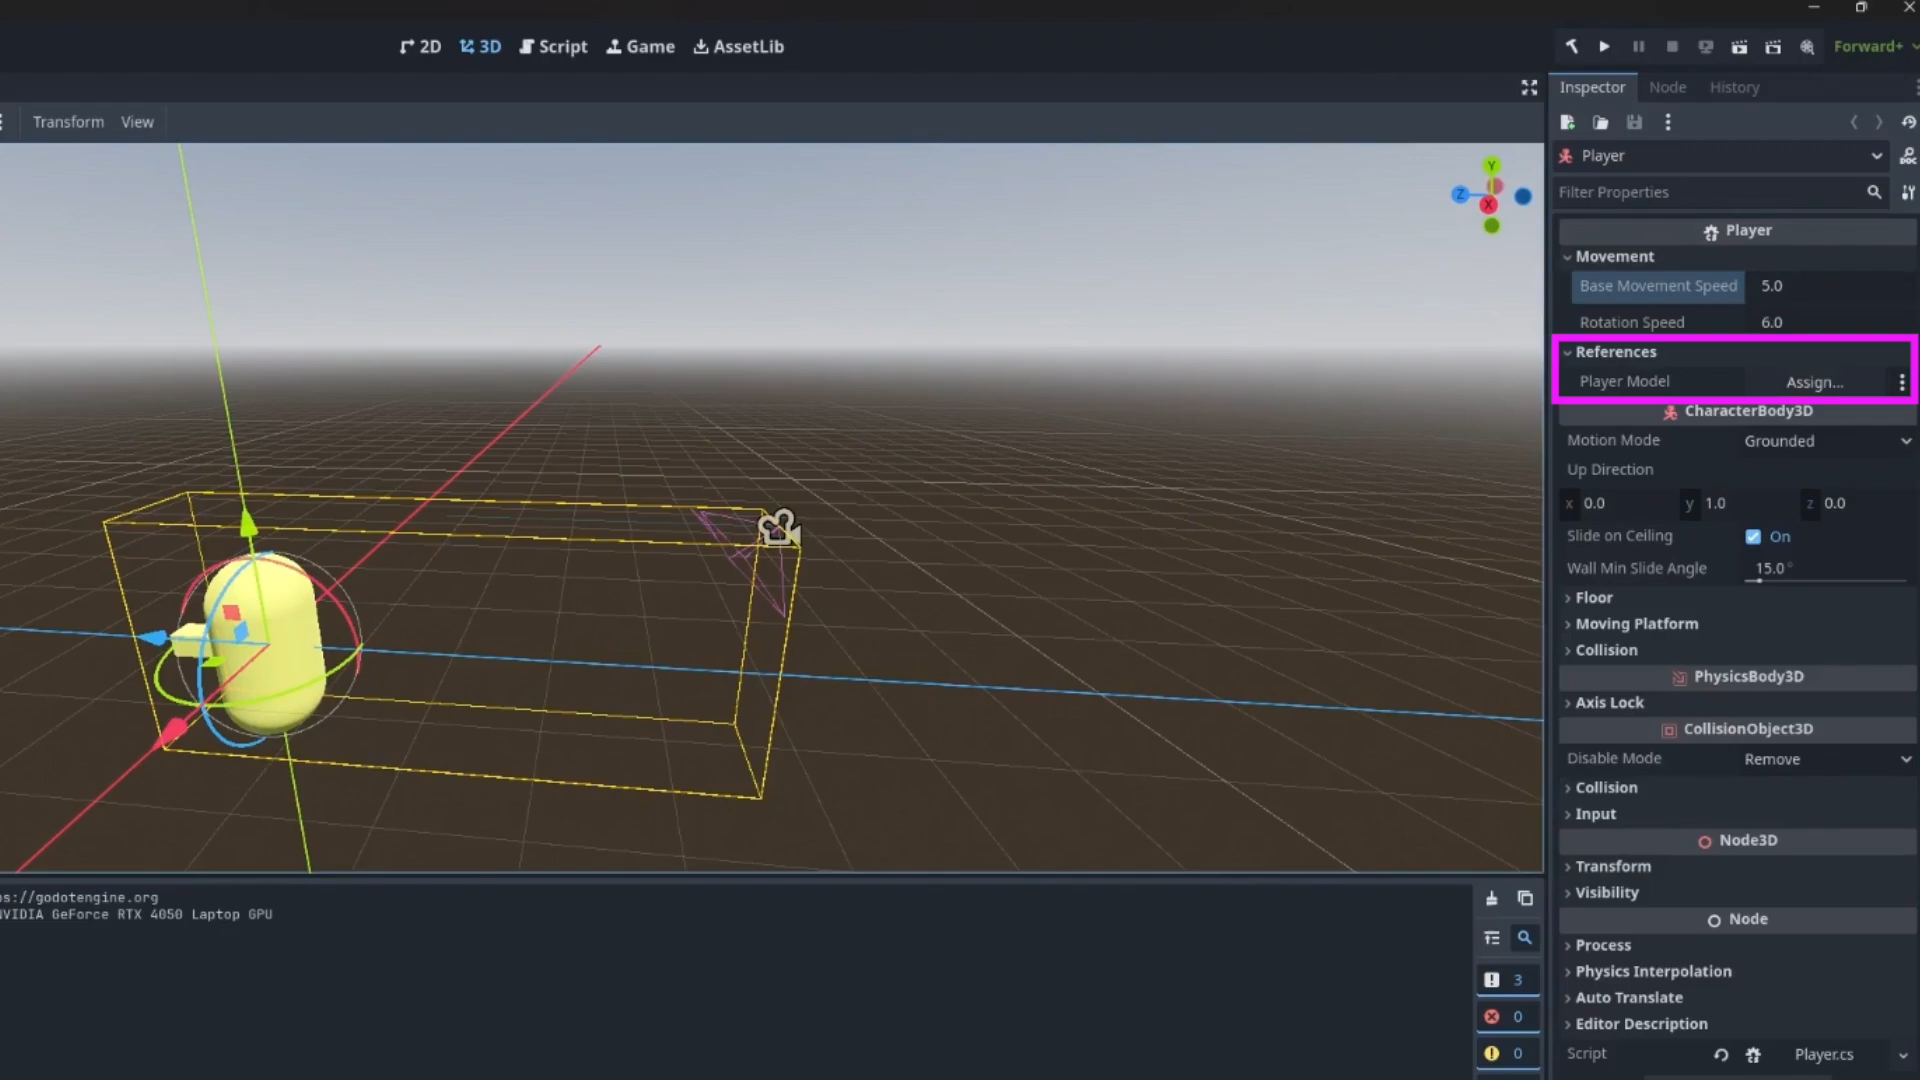 2D 3D Script Game AssetLib
Forward+
Inspector Node History
Transform View
Player
Filter Properties
Y
Z
X
Player
Movement
Base Movement Speed 5.0
Rotation Speed 6.0
References
Player Model Assign...
CharacterBody3D
Motion Mode Grounded
Up Direction
x 0.0 y 1.0 z 0.0
Slide on Ceiling On
Wall Min Slide Angle 15.0 °
Floor
Moving Platform
Collision
PhysicsBody3D
Axis Lock
CollisionObject3D
Disable Mode Remove
Collision
Input
Node3D
Transform
Visibility
Node
Process
Physics Interpolation
Auto Translate
Editor Description
Script Player.cs
ps://godotengine.org
NVIDIA GeForce RTX 4050 Laptop GPU
3
0
0